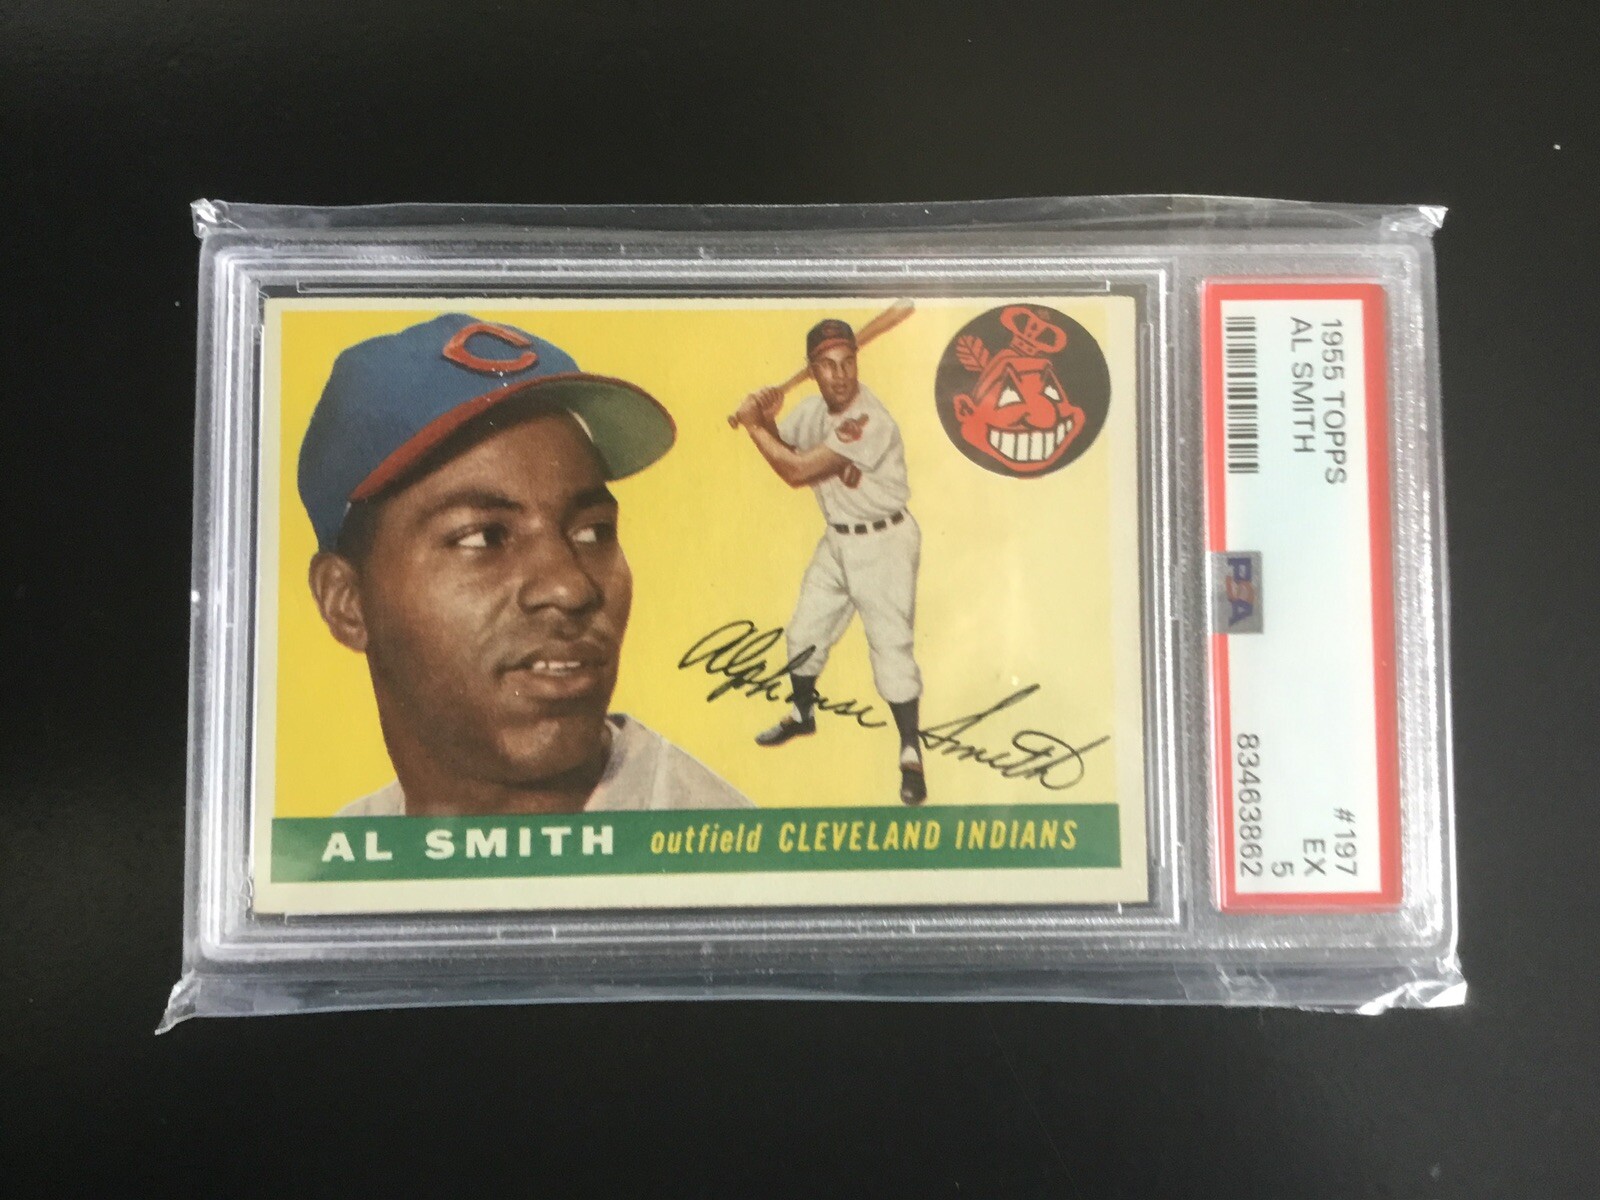 C
Alphonse Smith
AL SMITH outfield CLEVELAND INDIANS
1955 TOPPS #197
AL SMITH EX
5
PSA 83463862